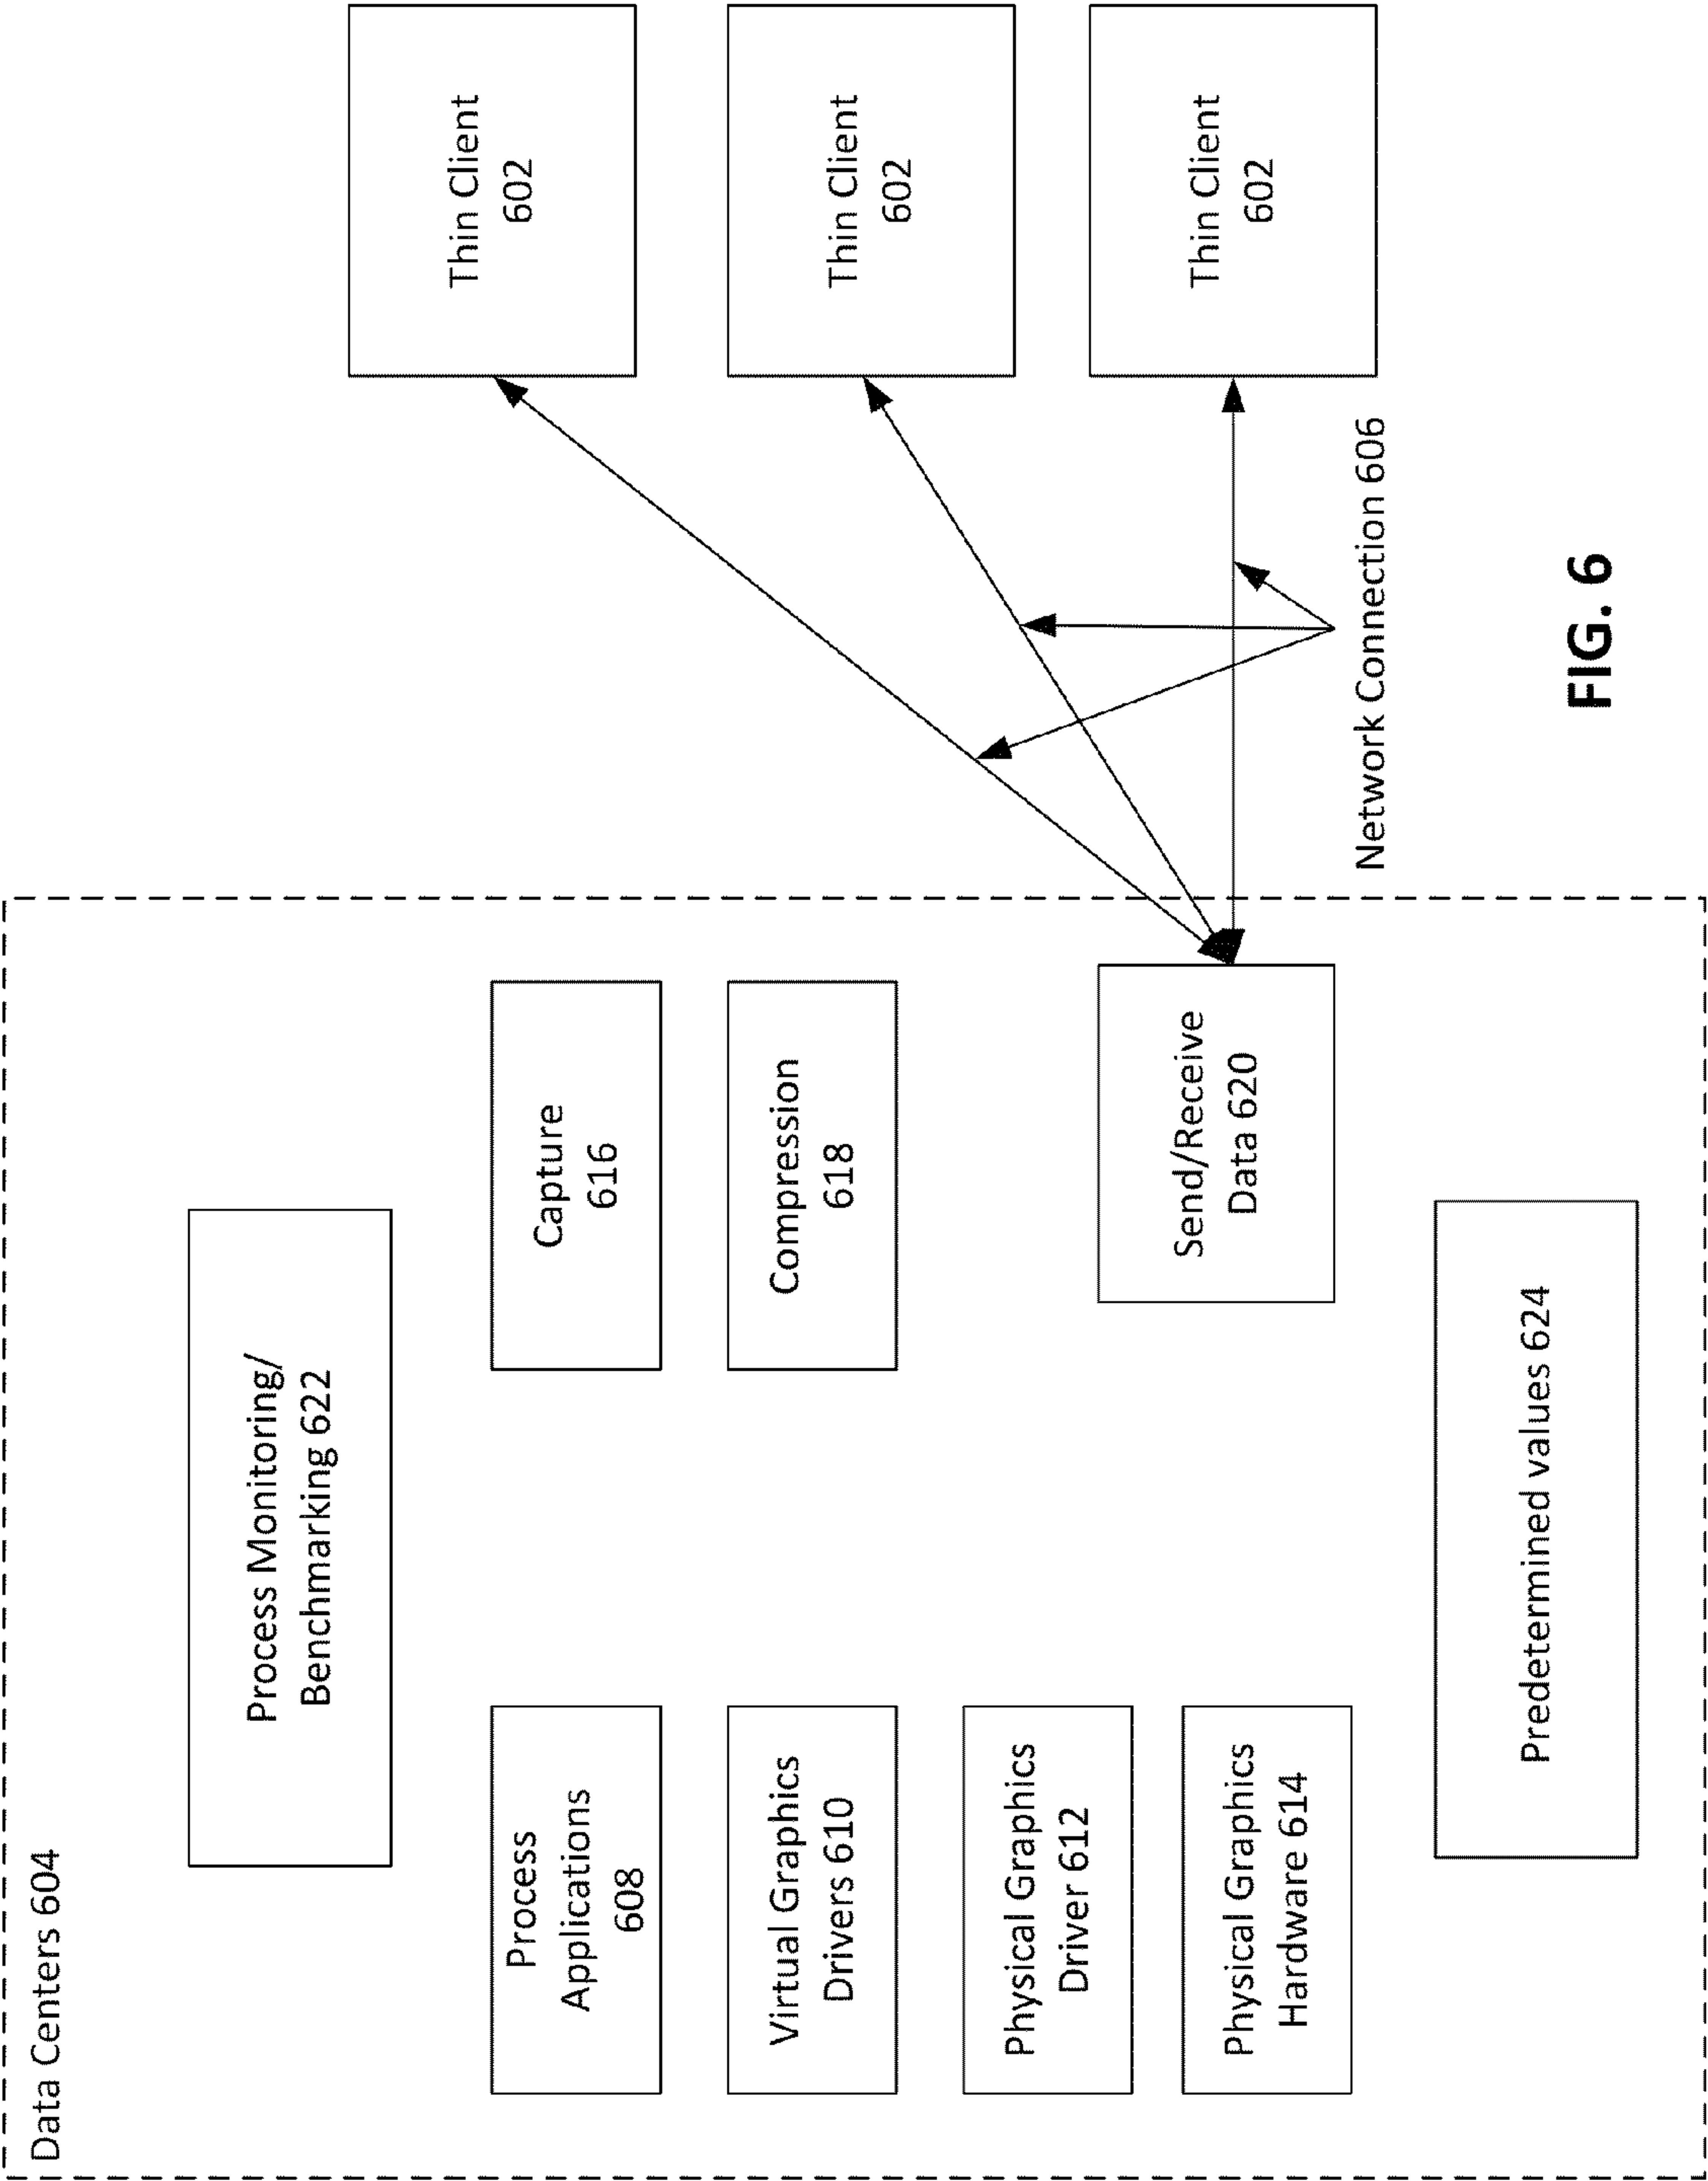 Data Centers 604
Process Monitoring/
Benchmarking 622
Process
Applications
608
Capture
616
Virtual Graphics
Drivers 610
Compression
618
Physical Graphics
Driver 612
Physical Graphics
Hardware 614
Send/Receive
Data 620
Predetermined values 624
Thin Client
602
Thin Client
602
Thin Client
602
Network Connection 606
FIG. 6